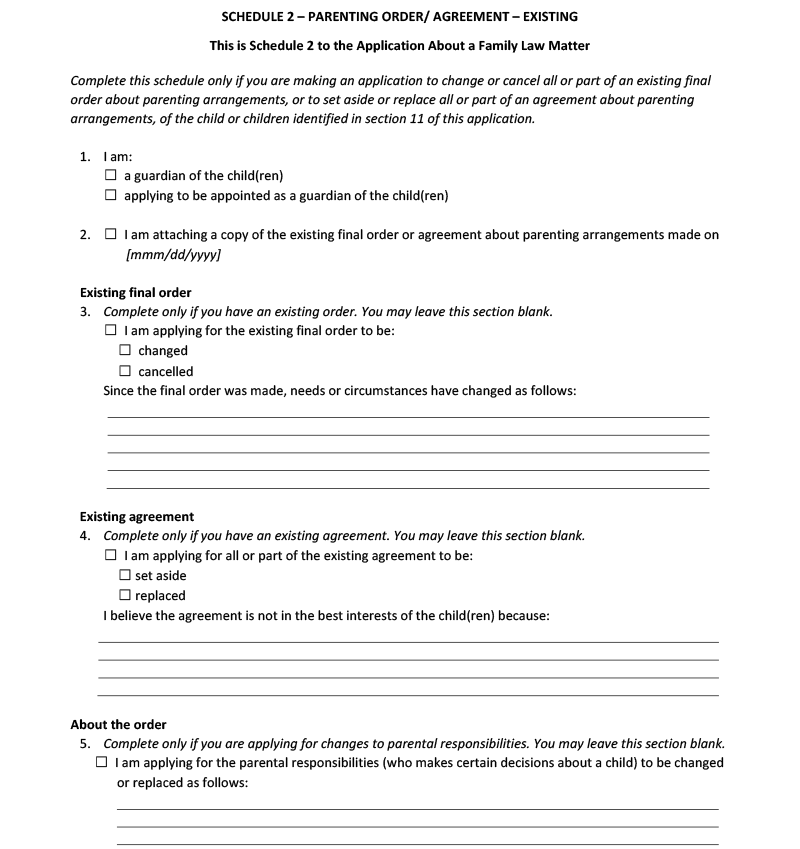 SCHEDULE 2 – PARENTING ORDER/ AGREEMENT – EXISTING
This is Schedule 2 to the Application About a Family Law Matter
Complete this schedule only if you are making an application to change or cancel all or part of an existing final
order about parenting arrangements, or to set aside or replace all or part of an agreement about parenting
arrangements, of the child or children identified in section 11 of this application.
1. I am:
☐ a guardian of the child(ren)
☐ applying to be appointed as a guardian of the child(ren)
2. ☐ I am attaching a copy of the existing final order or agreement about parenting arrangements made on
[mmm/dd/yyyy]
Existing final order
3. Complete only if you have an existing order. You may leave this section blank.
☐ I am applying for the existing final order to be:
☐ changed
☐ cancelled
Since the final order was made, needs or circumstances have changed as follows:
Existing agreement
4. Complete only if you have an existing agreement. You may leave this section blank.
☐ I am applying for all or part of the existing agreement to be:
☐ set aside
☐ replaced
I believe the agreement is not in the best interests of the child(ren) because:
About the order
5. Complete only if you are applying for changes to parental responsibilities. You may leave this section blank.
☐ I am applying for the parental responsibilities (who makes certain decisions about a child) to be changed
or replaced as follows: